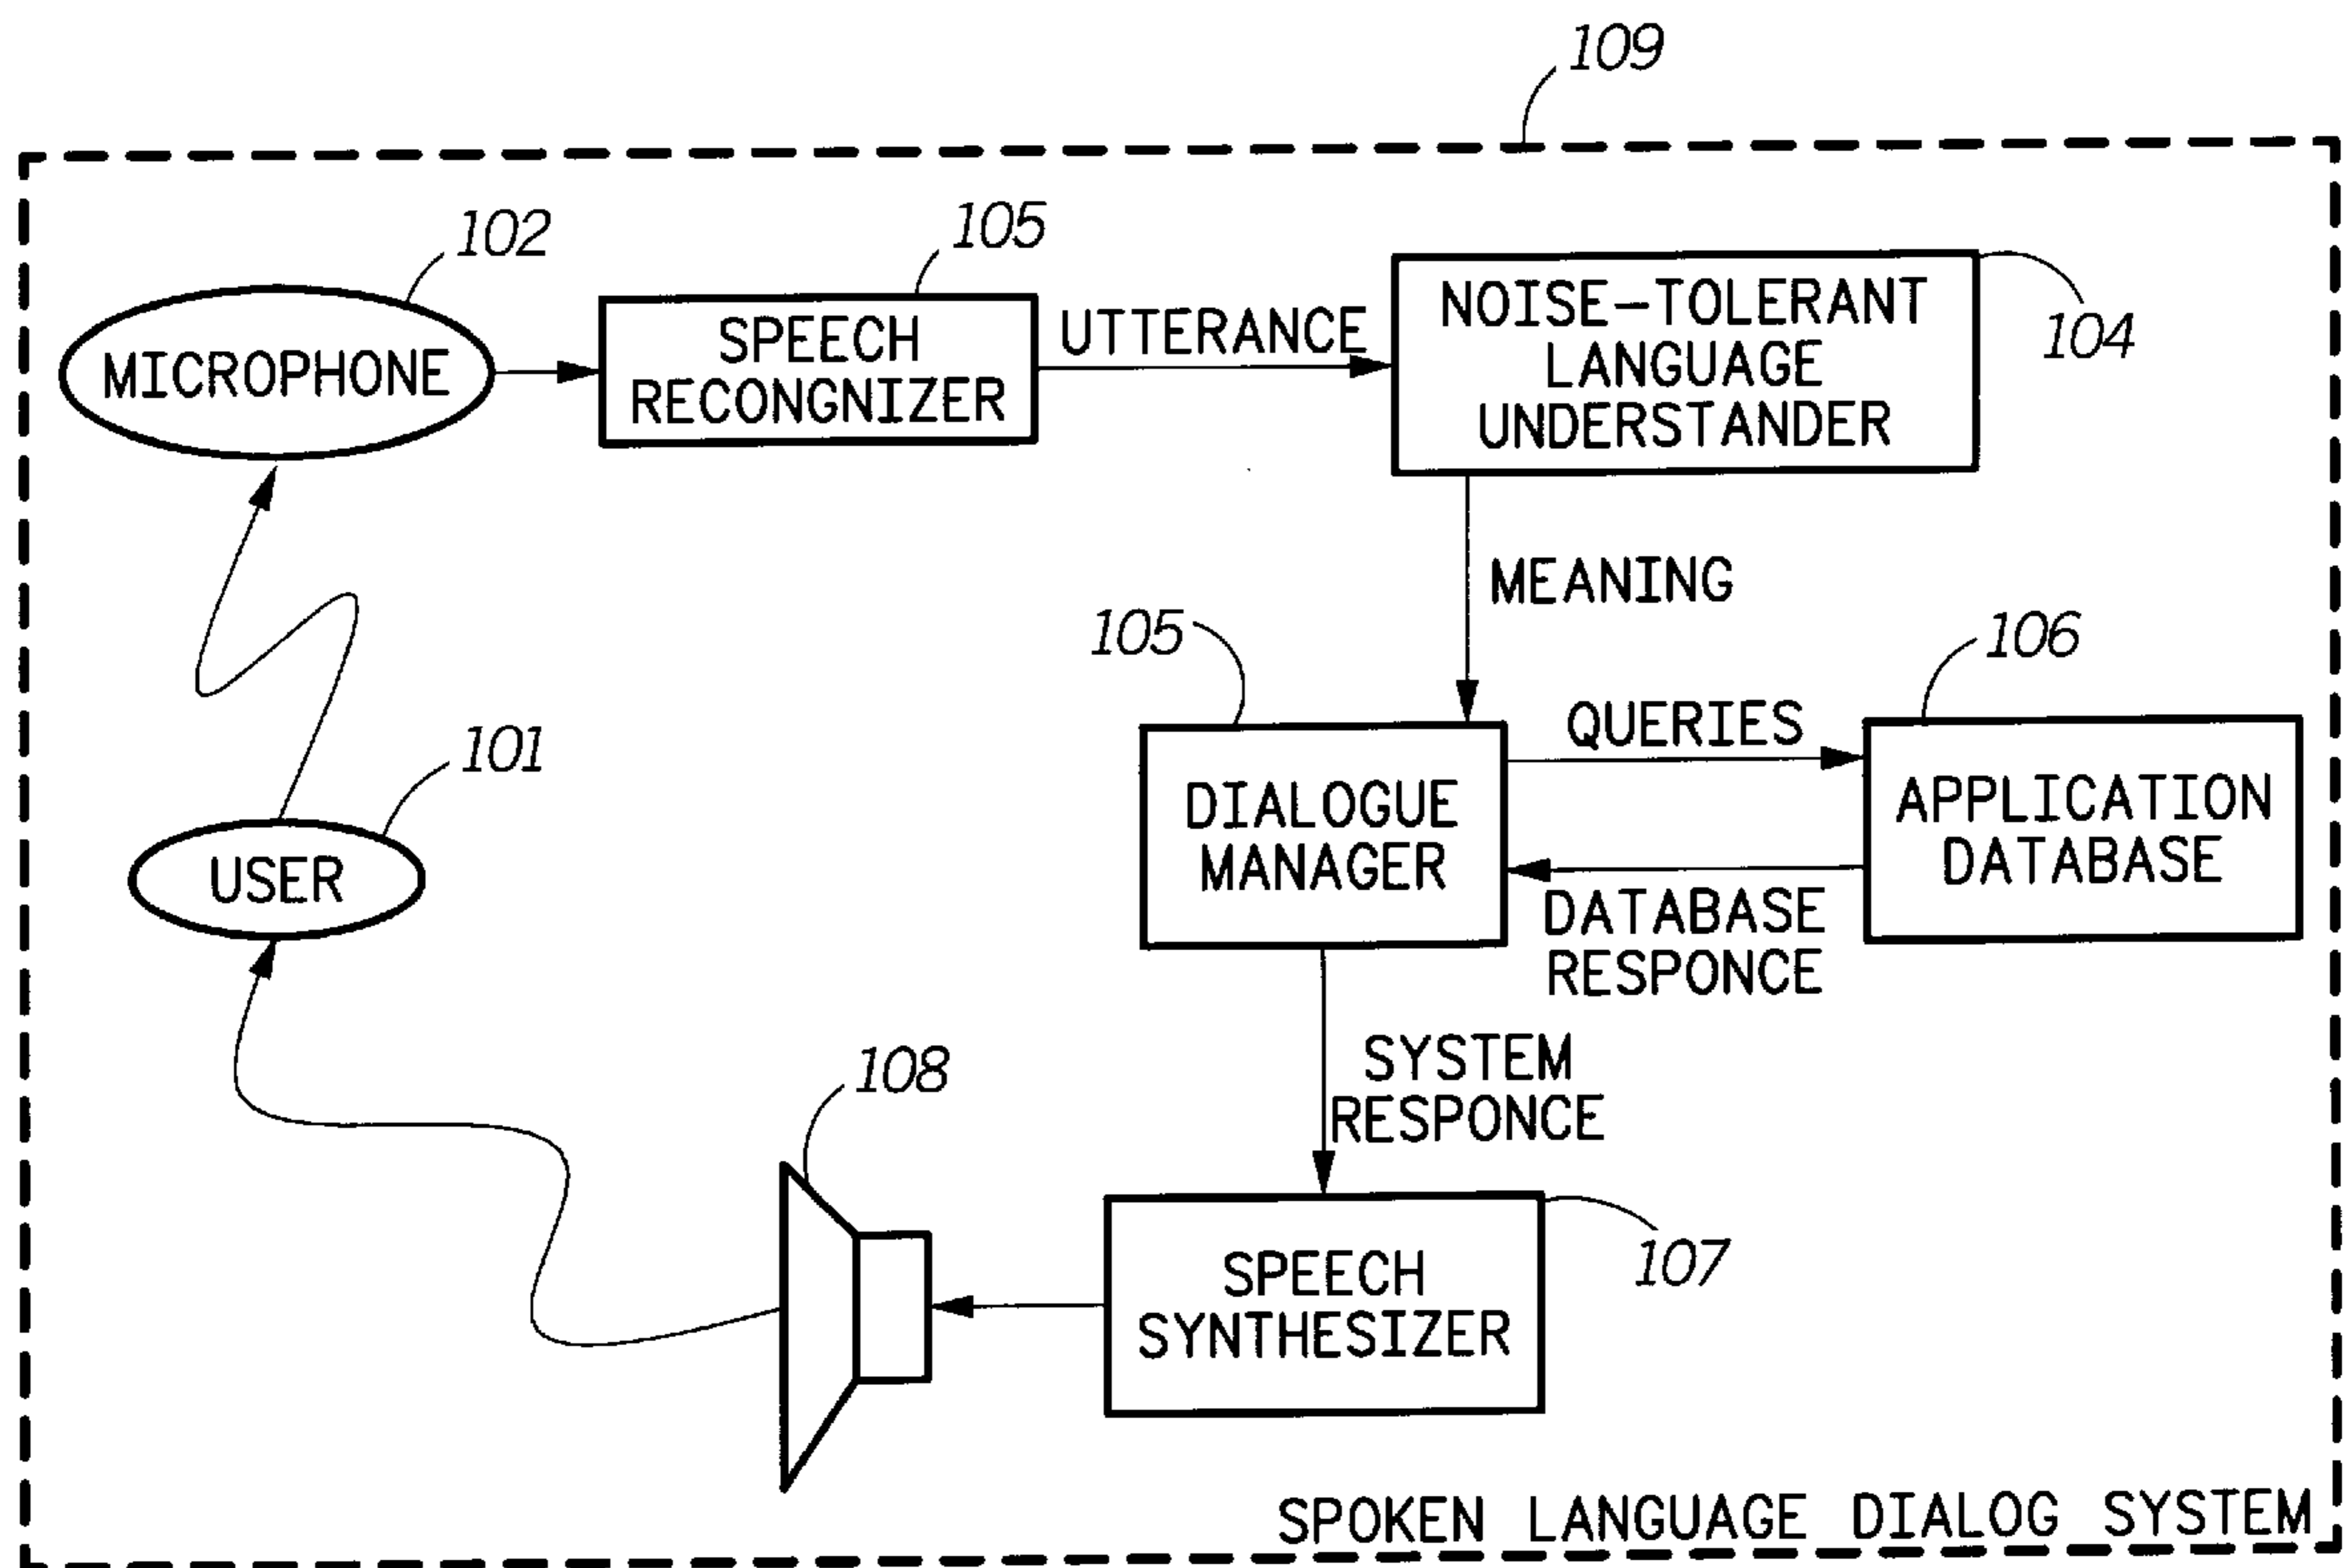 109
102
105
MICROPHONE
SPEECH
RECONGNIZER
UTTERANCE
NOISE-TOLERANT
LANGUAGE
UNDERSTANDER
104
MEANING
105
106
101
QUERIES
USER
DIALOGUE
MANAGER
APPLICATION
DATABASE
DATABASE
RESPONCE
108
SYSTEM
RESPONCE
107
SPEECH
SYNTHESIZER
SPOKEN LANGUAGE DIALOG SYSTEM